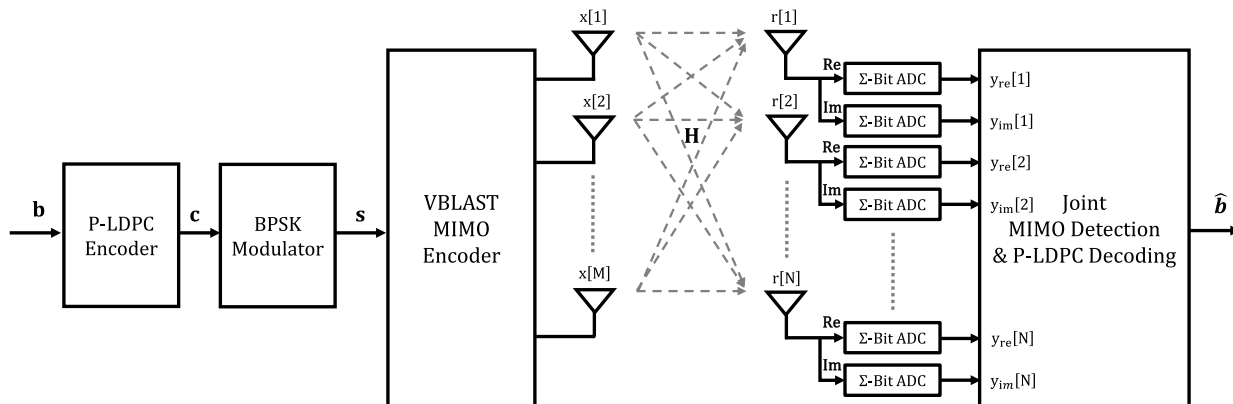 b
P-LDPC
Encoder
c
BPSK
Modulator
s
VBLAST
MIMO
Encoder
x[1]
x[2]
x[M]
H
r[1]
r[2]
r[N]
Re
Σ-Bit ADC
y_re[1]
Im
Σ-Bit ADC
y_im[1]
Re
Σ-Bit ADC
y_re[2]
Im
Σ-Bit ADC
y_im[2]
Re
Σ-Bit ADC
y_re[N]
Im
Σ-Bit ADC
y_im[N]
Joint
MIMO Detection
& P-LDPC Decoding
b̂